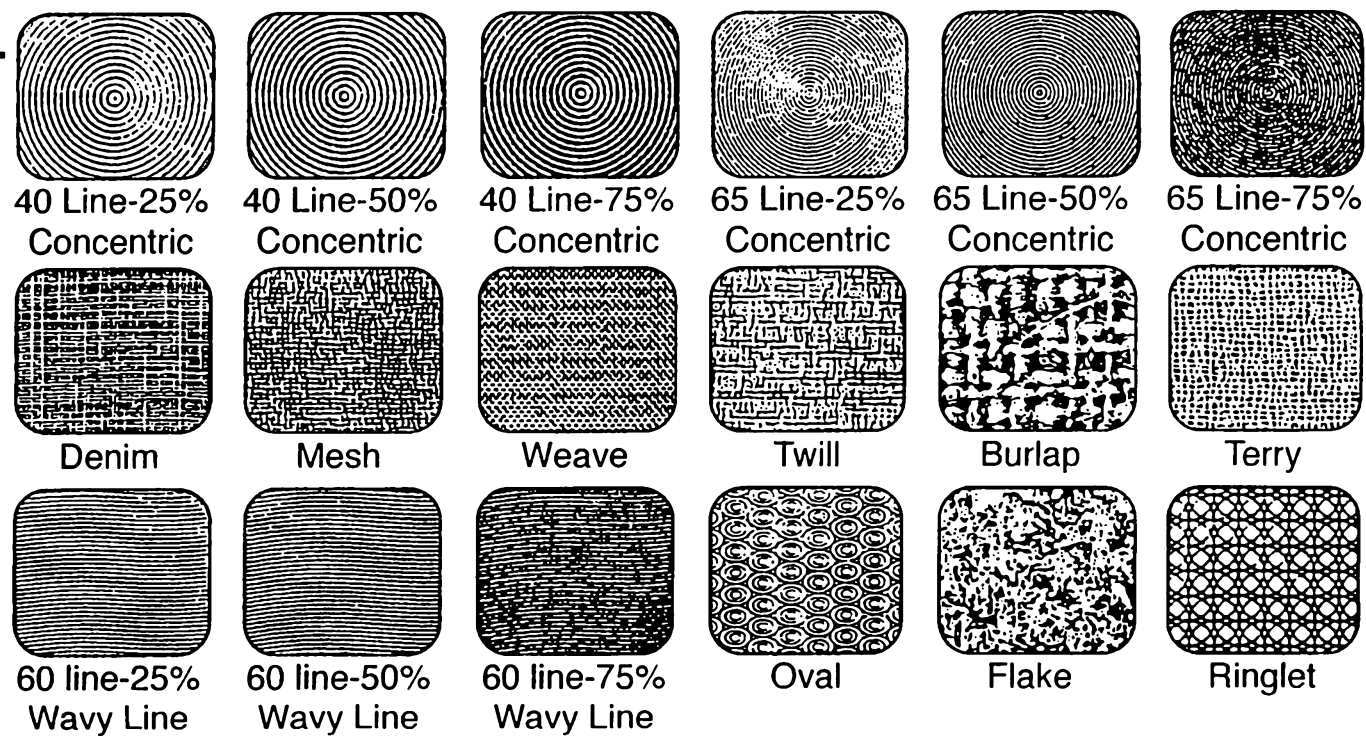 40 Line-25% 40 Line-50% 40 Line-75% 65 Line-25% 65 Line-50% 65 Line-75%
Concentric Concentric Concentric Concentric Concentric Concentric
Denim Mesh Weave Twill Burlap Terry
60 line-25% 60 line-50% 60 line-75% Oval Flake Ringlet
Wavy Line Wavy Line Wavy Line